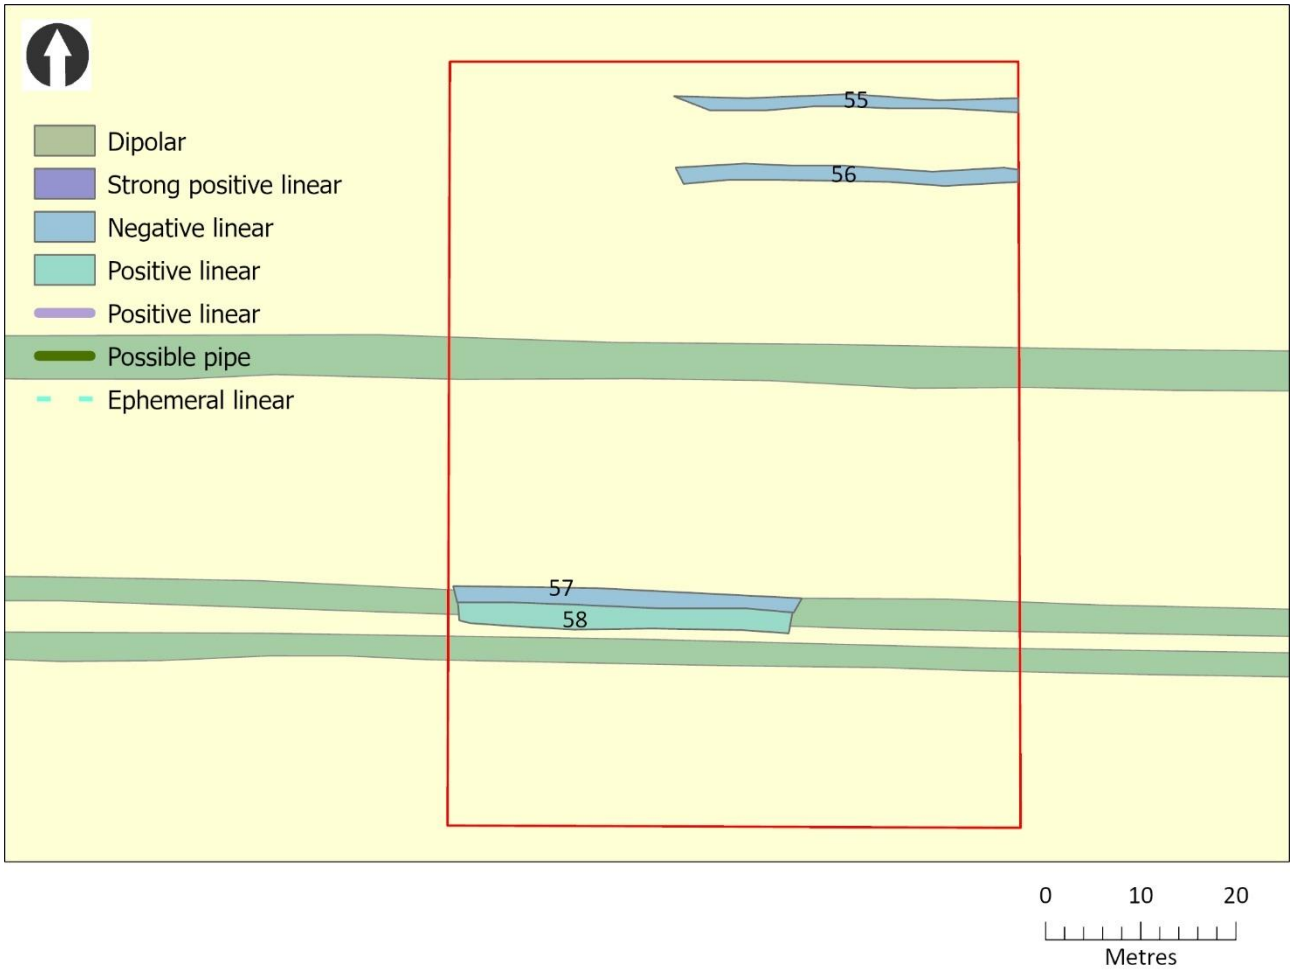 55
56
Dipolar
Strong positive linear
Negative linear
Positive linear
Positive linear
Possible pipe
Ephemeral linear
57
58
0 10 20
Metres